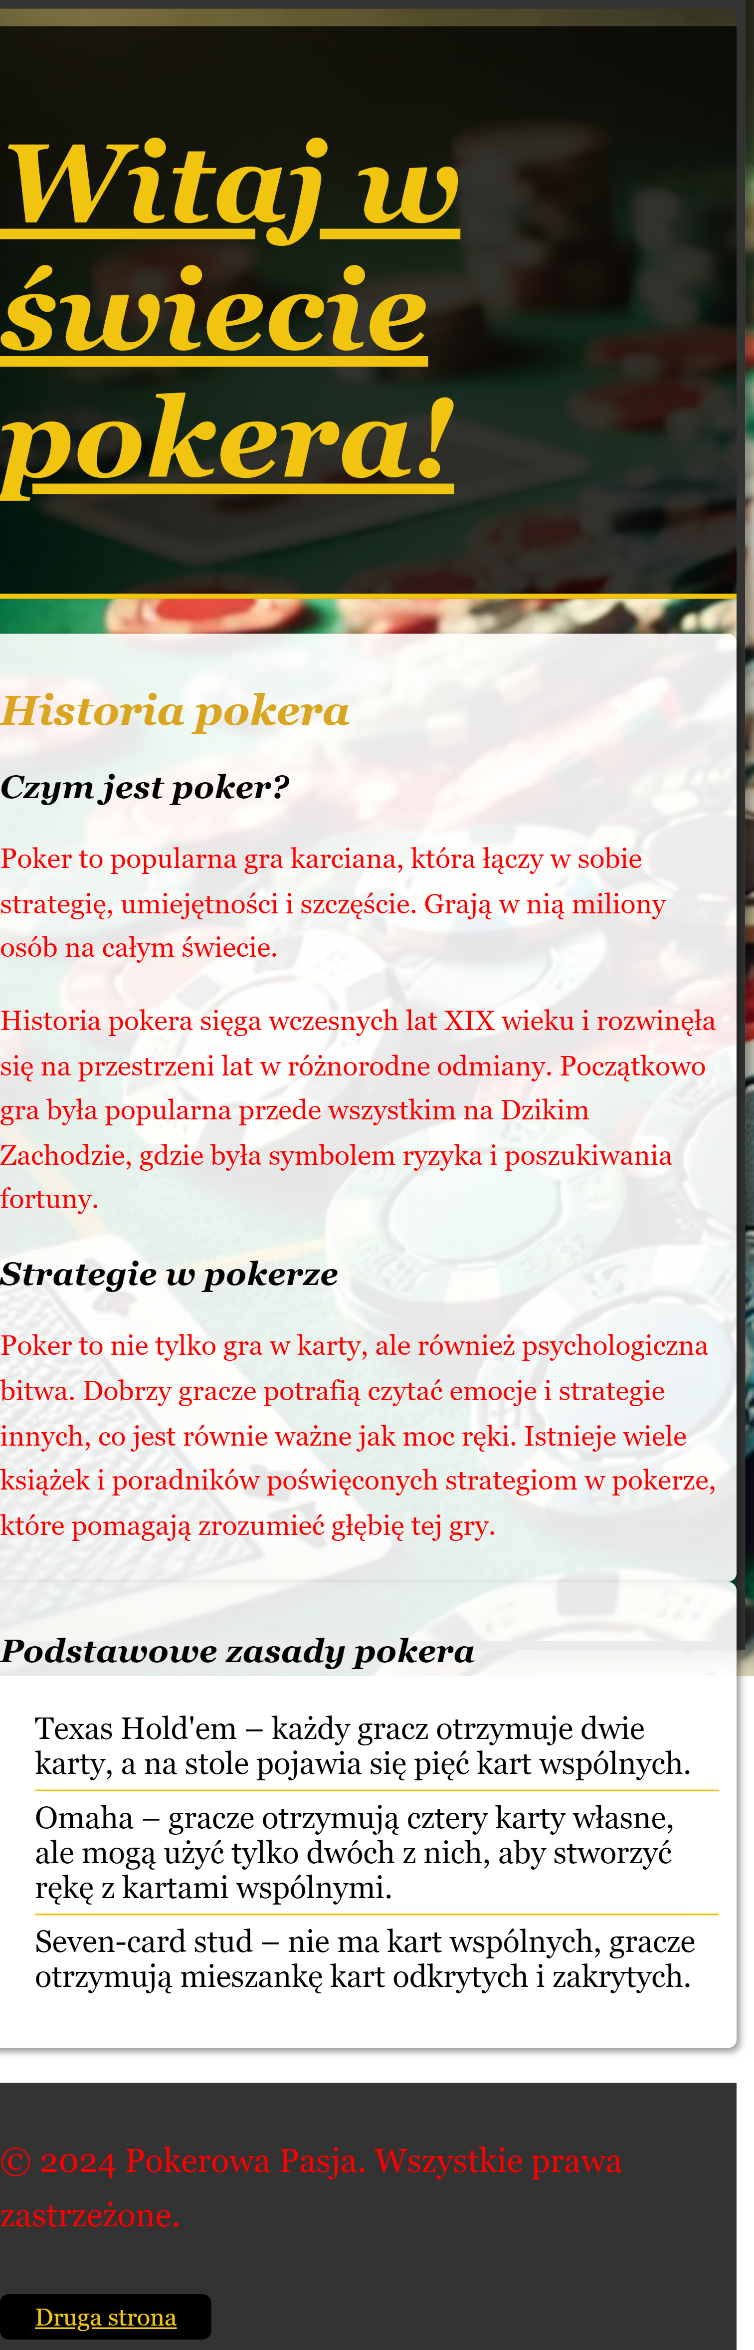 Witaj w
świecie
pokera!
Historia pokera
Czym jest poker?
Poker to popularna gra karciana, która łączy w sobie
strategię, umiejętności i szczęście. Grają w nią miliony
osób na całym świecie.
Historia pokera sięga wczesnych lat XIX wieku i rozwinęła
się na przestrzeni lat w różnorodne odmiany. Początkowo
gra była popularna przede wszystkim na Dzikim
Zachodzie, gdzie była symbolem ryzyka i poszukiwania
fortuny.
Strategie w pokerze
Poker to nie tylko gra w karty, ale również psychologiczna
bitwa. Dobrzy gracze potrafią czytać emocje i strategie
innych, co jest równie ważne jak moc ręki. Istnieje wiele
książek i poradników poświęconych strategiom w pokerze,
które pomagają zrozumieć głębię tej gry.
Podstawowe zasady pokera
Texas Hold'em – każdy gracz otrzymuje dwie
karty, a na stole pojawia się pięć kart wspólnych.
Omaha – gracze otrzymują cztery karty własne,
ale mogą użyć tylko dwóch z nich, aby stworzyć
rękę z kartami wspólnymi.
Seven-card stud – nie ma kart wspólnych, gracze
otrzymują mieszankę kart odkrytych i zakrytych.
© 2024 Pokerowa Pasja. Wszystkie prawa
zastrzeżone.
Druga strona